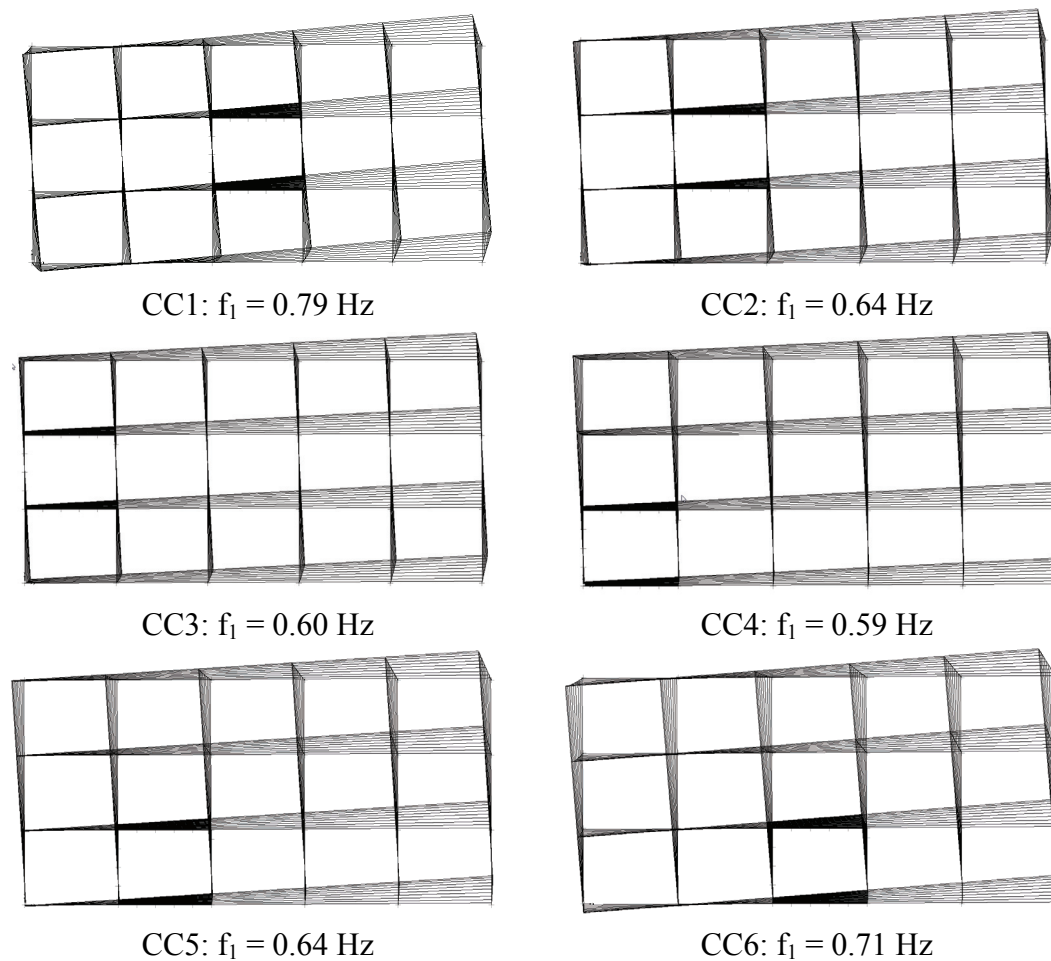 CC1: f₁ = 0.79 Hz
CC2: f₁ = 0.64 Hz
CC3: f₁ = 0.60 Hz
CC4: f₁ = 0.59 Hz
CC5: f₁ = 0.64 Hz
CC6: f₁ = 0.71 Hz